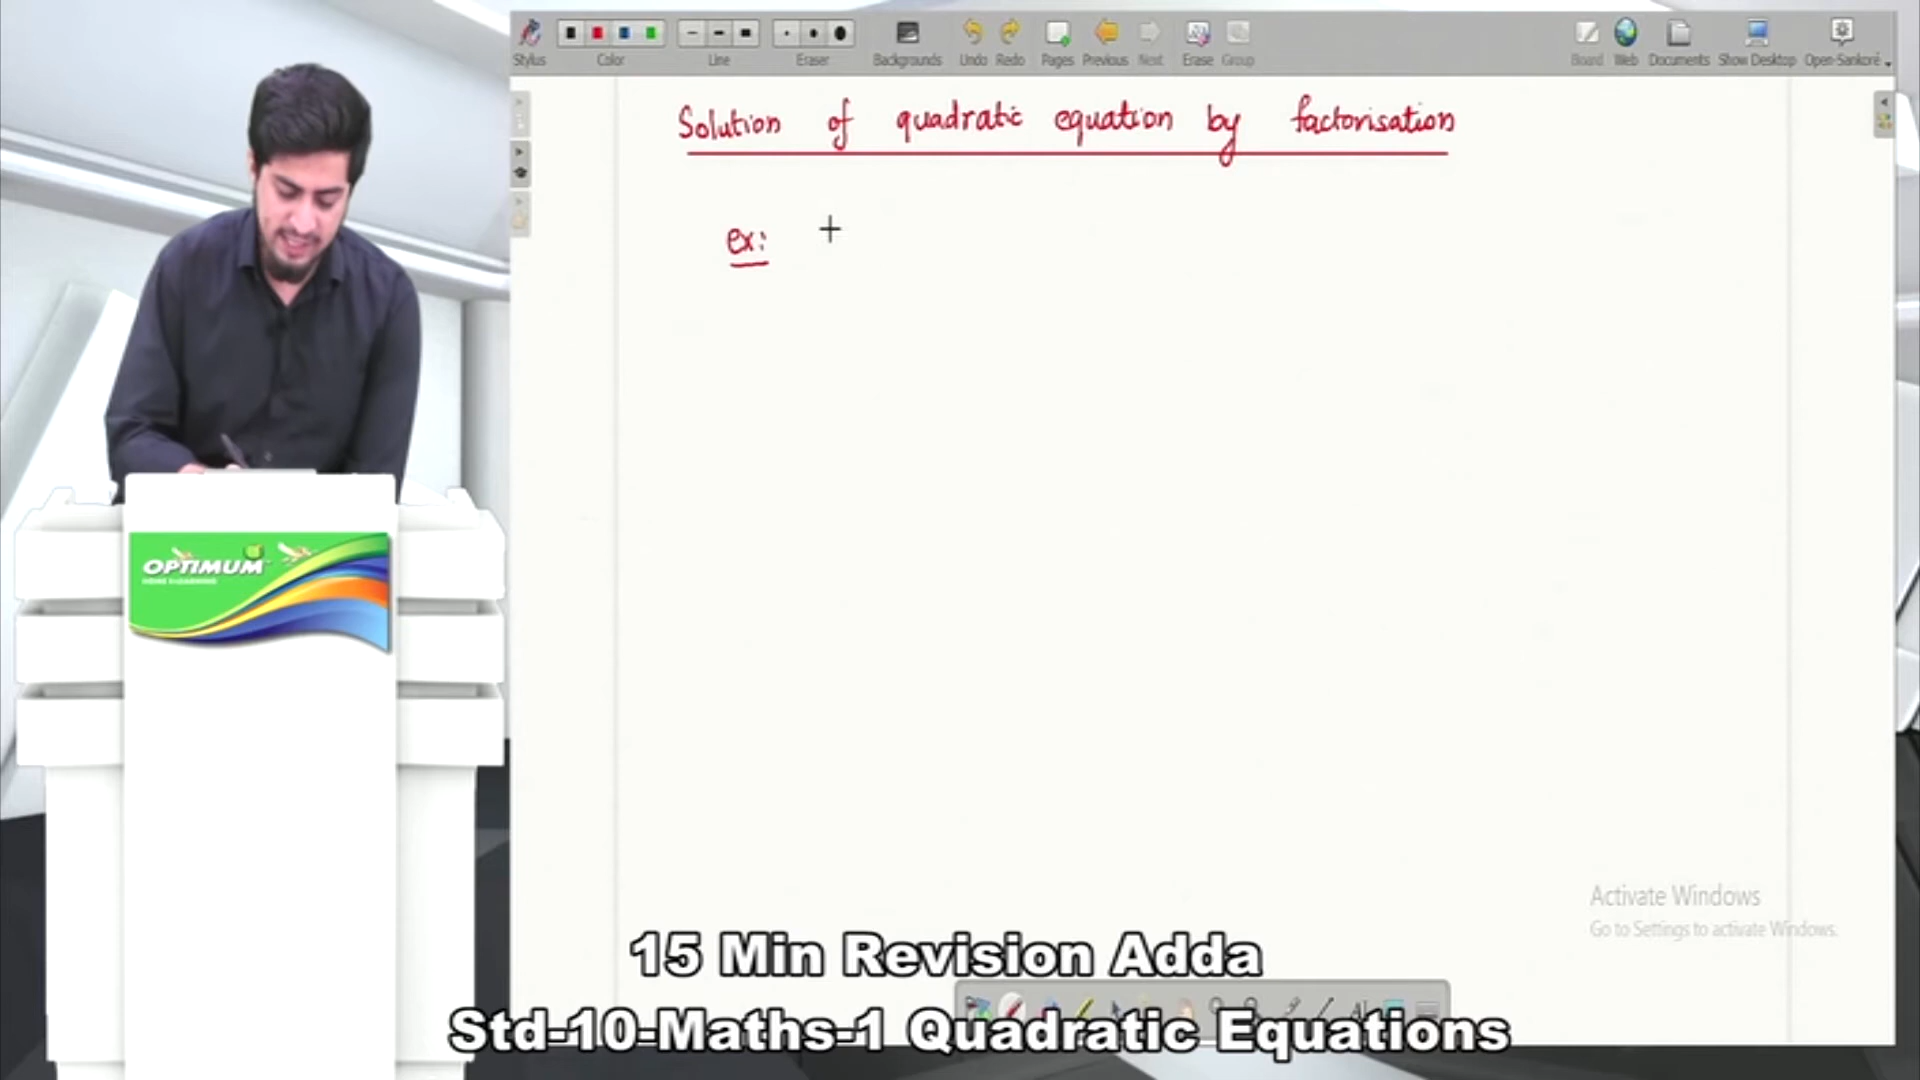 Stylus Color Line Eraser Backgrounds Undo Redo Pages Previous Next Erase Group Board Web Documents Show Desktop Open-Sankoré
Solution of quadratic equation by factorisation
ex:
OPTIMUM
HOME E-LEARNING
Activate Windows
Go to Settings to activate Windows.
15 Min Revision Adda
Std-10-Maths-1 Quadratic Equations